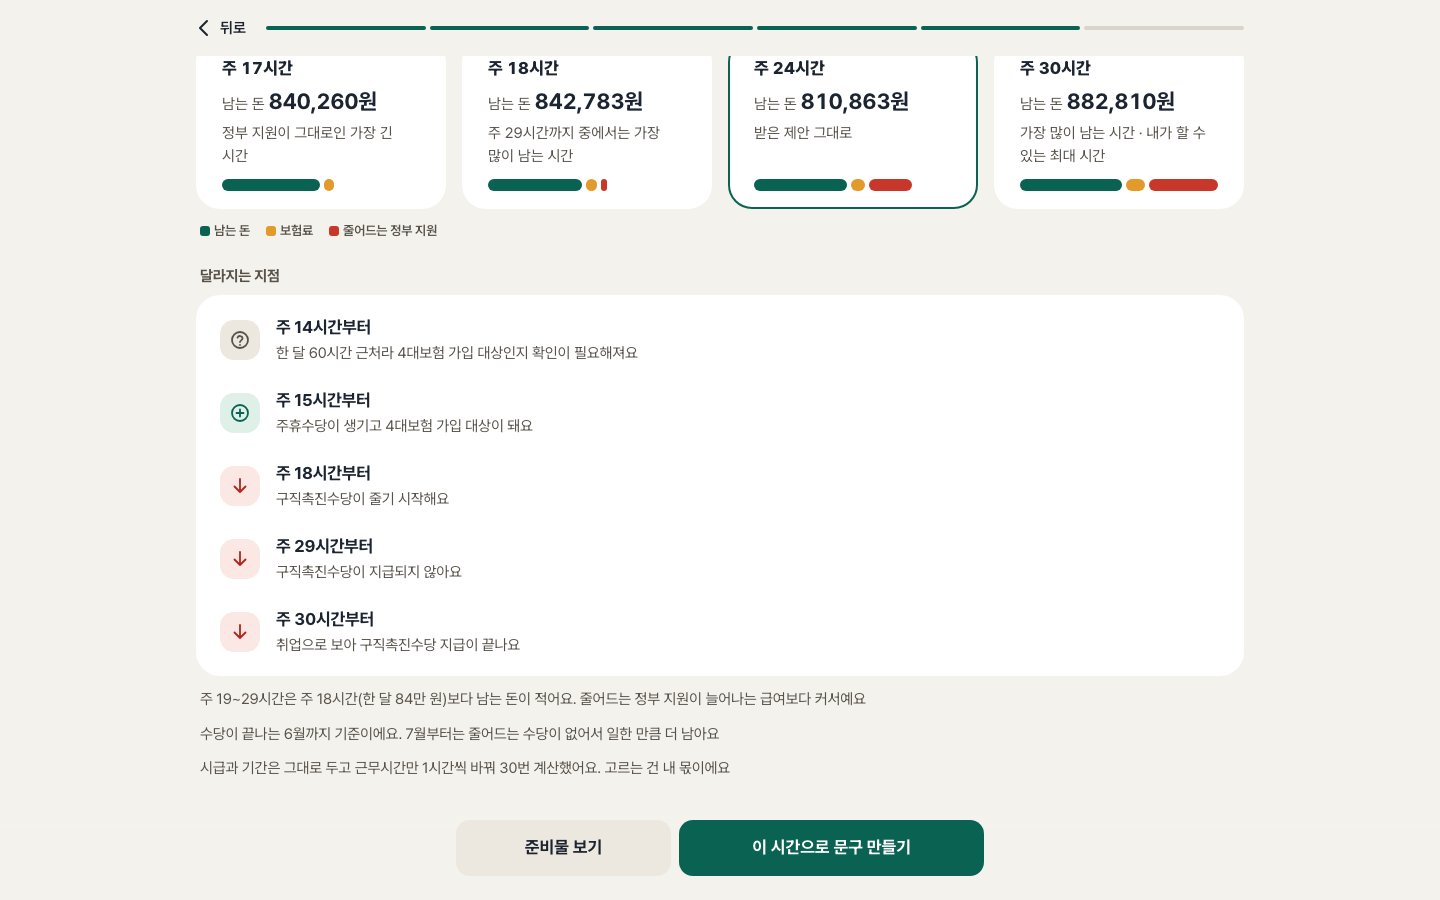 뒤로
주 17시간
남는 돈 840,260원
정부 지원이 그대로인 가장 긴
시간
주 18시간
남는 돈 842,783원
주 29시간까지 중에서는 가장
많이 남는 시간
주 24시간
남는 돈 810,863원
받은 제안 그대로
주 30시간
남는 돈 882,810원
가장 많이 남는 시간 · 내가 할 수
있는 최대 시간
남는 돈 보험료 줄어드는 정부 지원
달라지는 지점
주 14시간부터
한 달 60시간 근처라 4대보험 가입 대상인지 확인이 필요해져요
주 15시간부터
주휴수당이 생기고 4대보험 가입 대상이 돼요
주 18시간부터
구직촉진수당이 줄기 시작해요
주 29시간부터
구직촉진수당이 지급되지 않아요
주 30시간부터
취업으로 보아 구직촉진수당 지급이 끝나요
주 19~29시간은 주 18시간(한 달 84만 원)보다 남는 돈이 적어요. 줄어드는 정부 지원이 늘어나는 급여보다 커서예요
수당이 끝나는 6월까지 기준이에요. 7월부터는 줄어드는 수당이 없어서 일한 만큼 더 남아요
시급과 기간은 그대로 두고 근무시간만 1시간씩 바꿔 30번 계산했어요. 고르는 건 내 몫이에요
준비물 보기
이 시간으로 문구 만들기